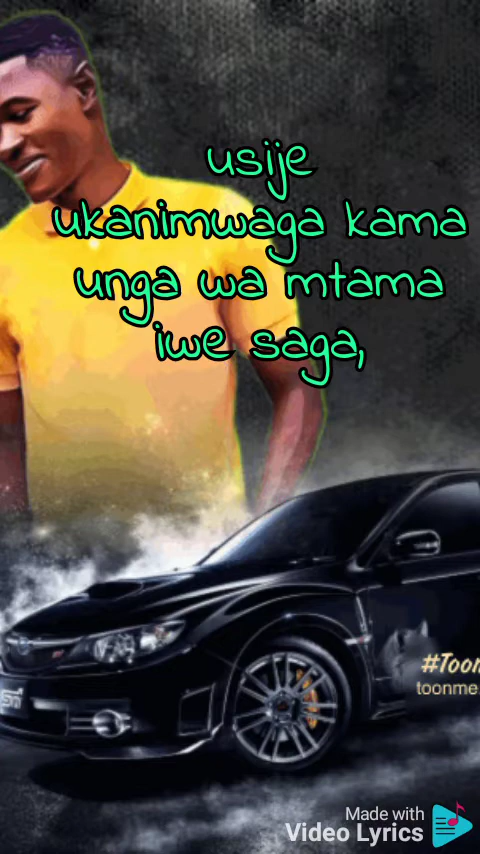 usije
ukanimwaga kama
unga wa mtama
iwe saga,
#Toon
toonme.
Made with
Video Lyrics